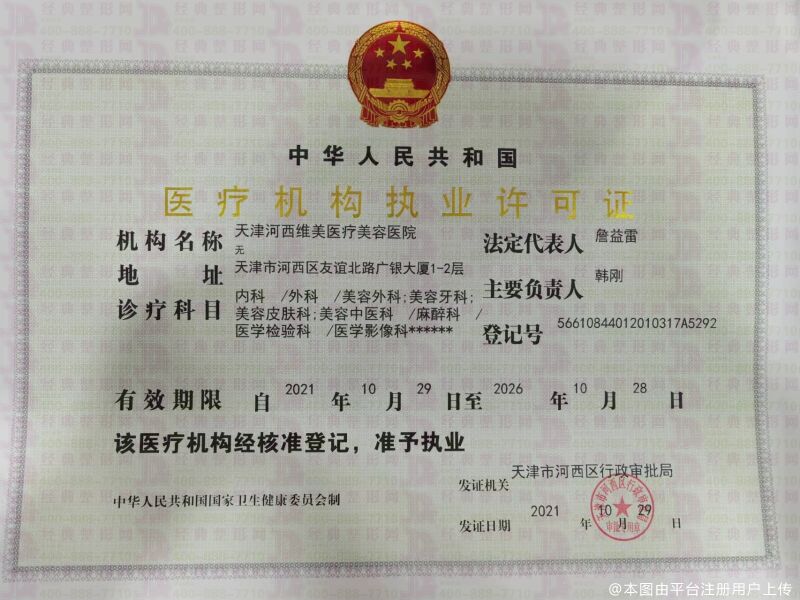 经典整形网
400-888-7710
中华人民共和国
医疗机构执业许可证
机构名称 天津河西维美医疗美容医院
无
法定代表人 詹益雷
地址 天津市河西区友谊北路广银大厦1-2层
主要负责人 韩刚
诊疗科目 内科 /外科 /美容外科;美容牙科;
美容皮肤科;美容中医科 /麻醉科 /
医学检验科 /医学影像科******
登记号 56610844012010317A5292
有效期限 自 2021 年 10 月 29 日至 2026 年 10 月 28 日
该医疗机构经核准登记，准予执业
发证机关 天津市河西区行政审批局
中华人民共和国国家卫生健康委员会制
发证日期 2021 年 10 月 29 日
@本图由平台注册用户上传